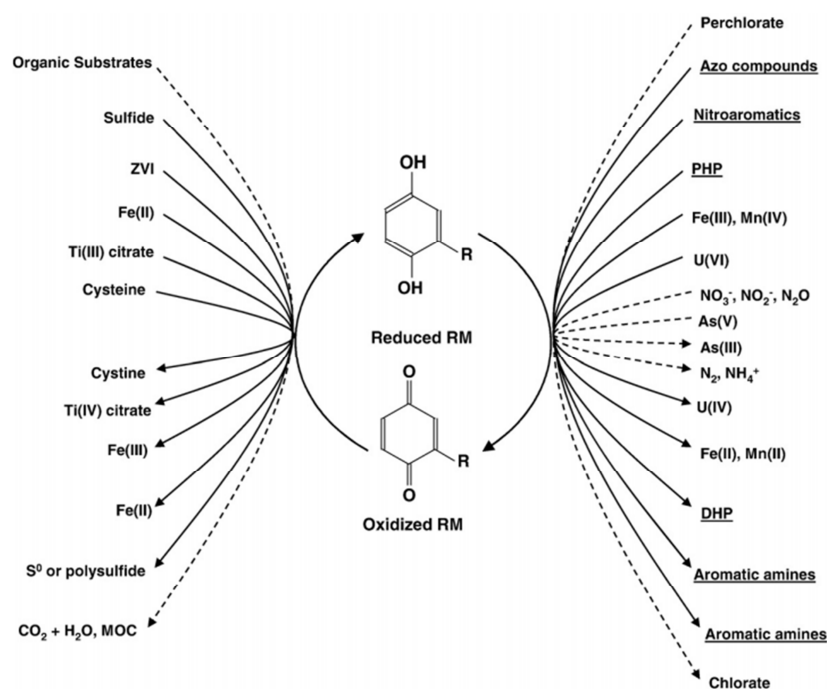 Organic Substrates
Sulfide
ZVI
Fe(II)
Ti(III) citrate
Cysteine
Cystine
Ti(IV) citrate
Fe(III)
Fe(II)
S⁰ or polysulfide
CO₂ + H₂O, MOC
OH
R
OH
Reduced RM
O
R
O
Oxidized RM
Perchlorate
Azo compounds
Nitroaromatics
PHP
Fe(III), Mn(IV)
U(VI)
NO₃⁻, NO₂⁻, N₂O
As(V)
As(III)
N₂, NH₄⁺
U(IV)
Fe(II), Mn(II)
DHP
Aromatic amines
Aromatic amines
Chlorate